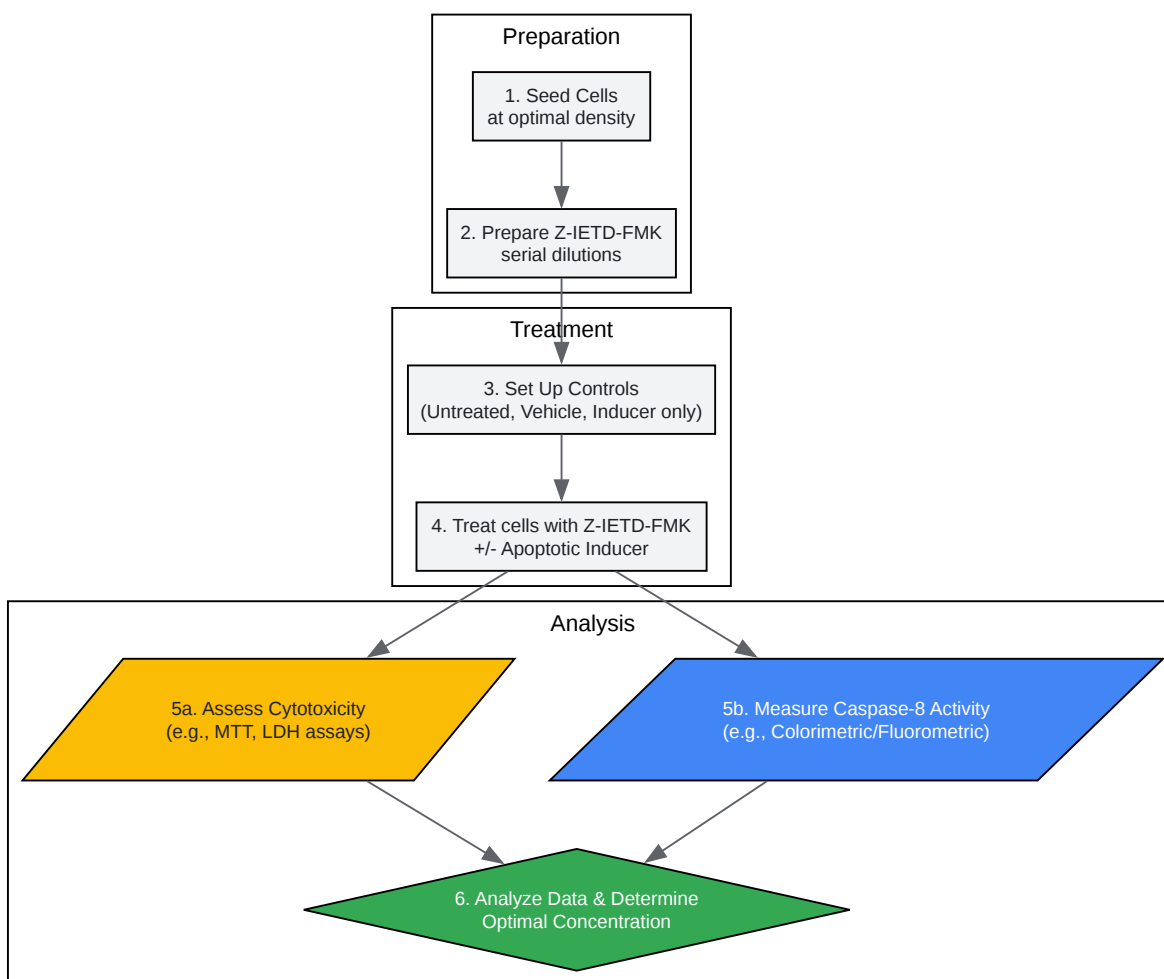 Preparation
1. Seed Cells
at optimal density
2. Prepare Z-IETD-FMK
serial dilutions
Treatment
3. Set Up Controls
(Untreated, Vehicle, Inducer only)
4. Treat cells with Z-IETD-FMK
+/- Apoptotic Inducer
Analysis
5a. Assess Cytotoxicity
(e.g., MTT, LDH assays)
5b. Measure Caspase-8 Activity
(e.g., Colorimetric/Fluorometric)
6. Analyze Data & Determine
Optimal Concentration